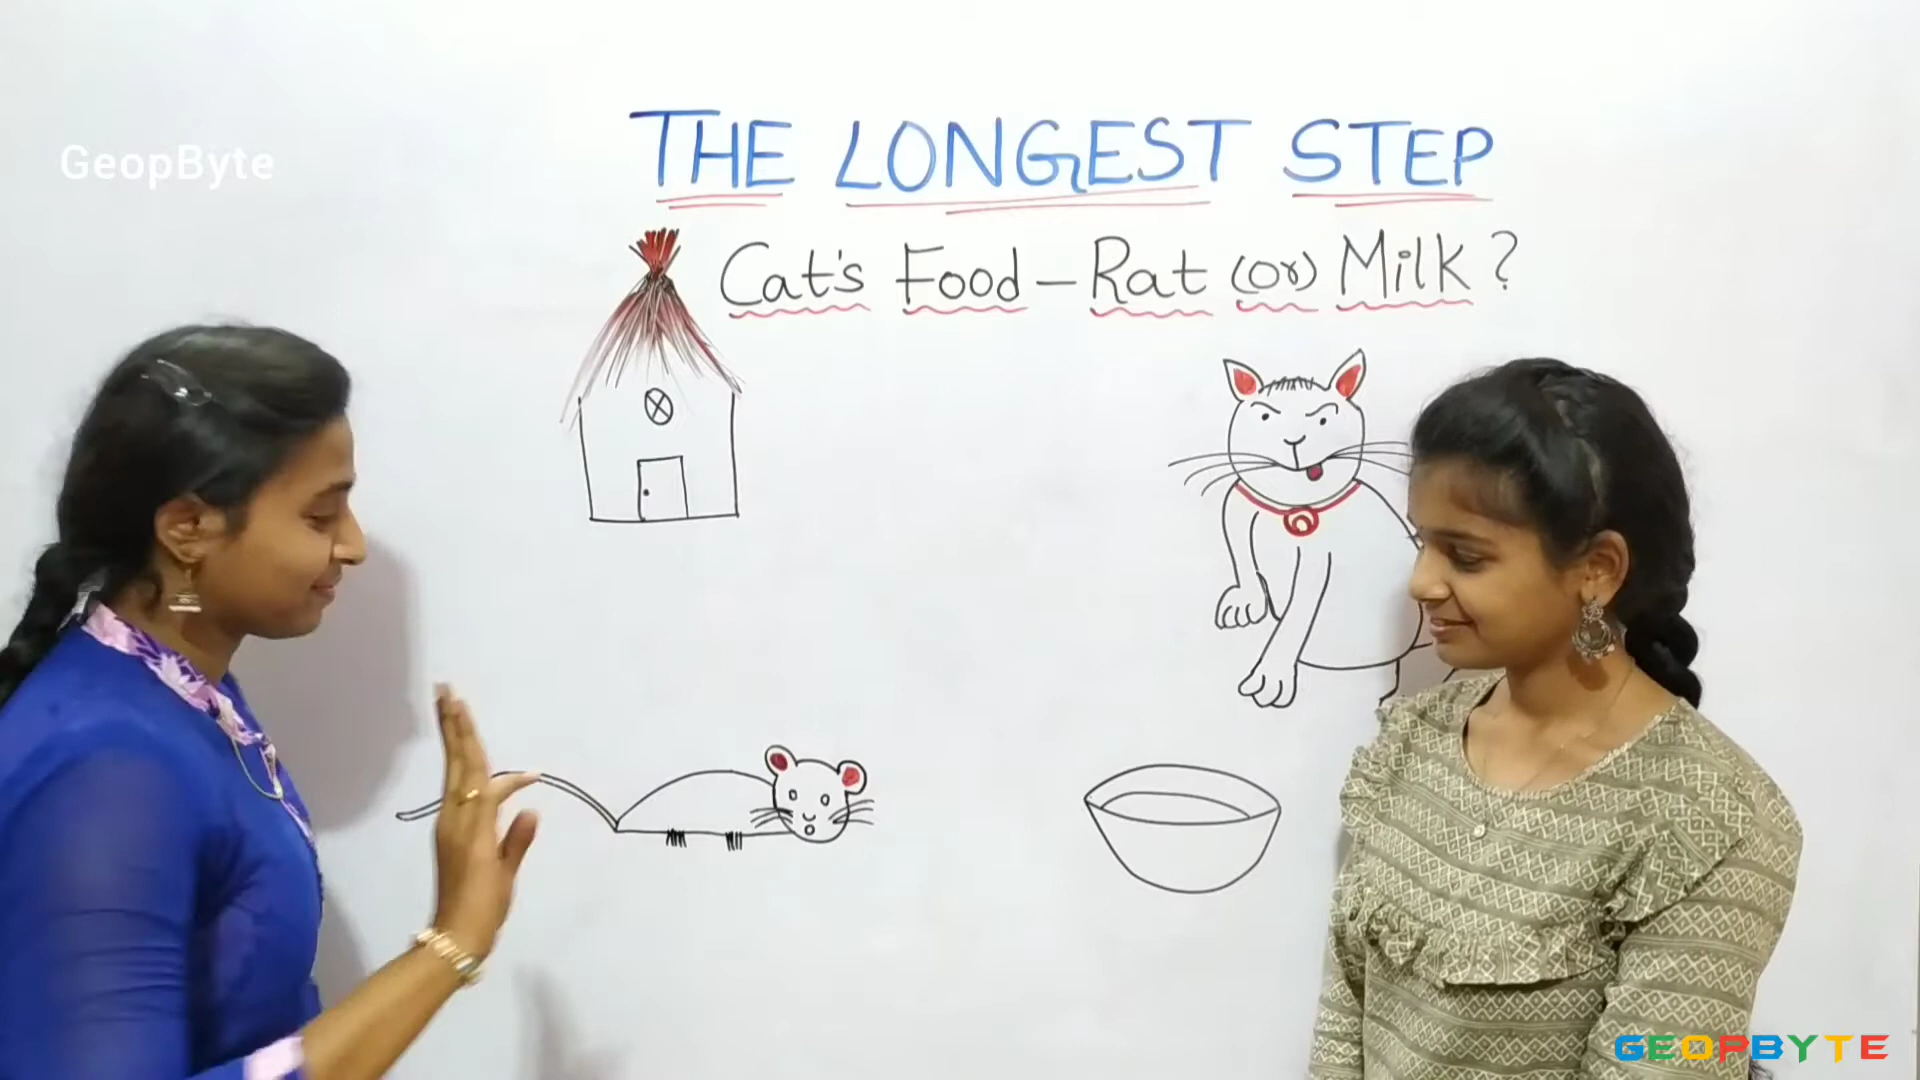 GeopByte
THE LONGEST STEP
Cat's Food - Rat (or) Milk?
GEOPBYTE